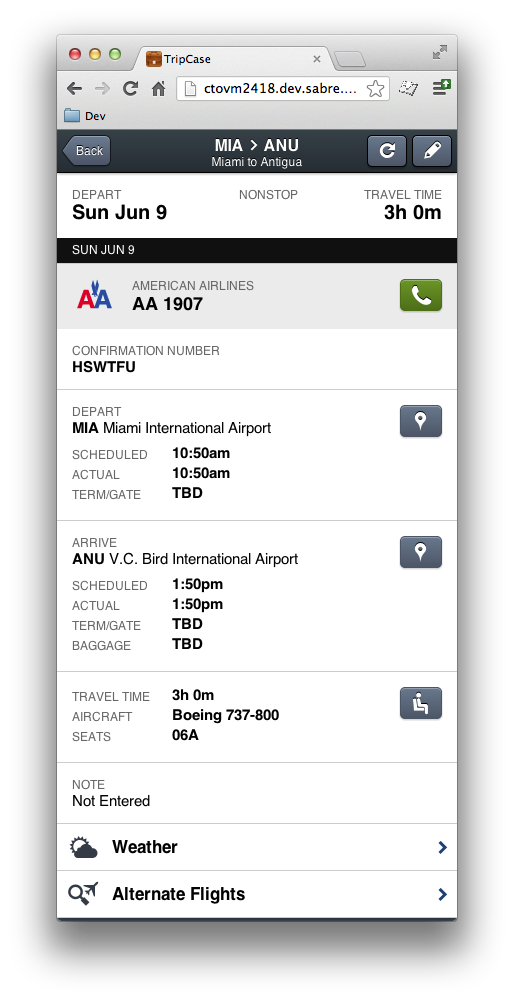 TripCase
ctovm2418.dev.sabre....
Dev
Back
MIA > ANU
Miami to Antigua
DEPART NONSTOP TRAVEL TIME
Sun Jun 9 3h 0m
SUN JUN 9
AA
AMERICAN AIRLINES
AA 1907
CONFIRMATION NUMBER
HSWTFU
DEPART
MIA Miami International Airport
SCHEDULED 10:50am
ACTUAL 10:50am
TERM/GATE TBD
ARRIVE
ANU V.C. Bird International Airport
SCHEDULED 1:50pm
ACTUAL 1:50pm
TERM/GATE TBD
BAGGAGE TBD
TRAVEL TIME 3h 0m
AIRCRAFT Boeing 737-800
SEATS 06A
NOTE
Not Entered
Weather
Alternate Flights